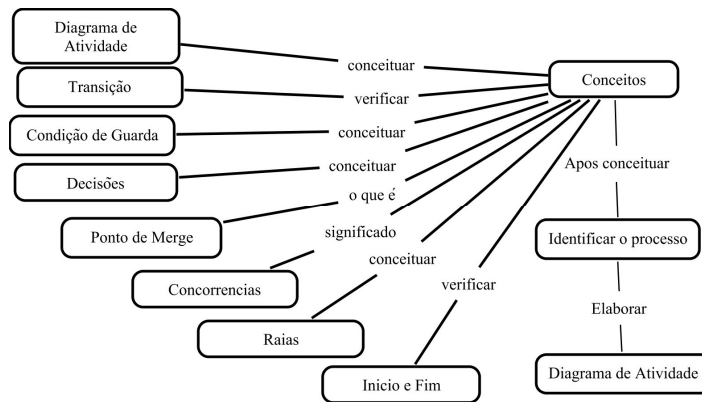 Diagrama de
Atividade
conceituar
Conceitos
Transição
verificar
Condição de Guarda
conceituar
Decisões
conceituar
Apos conceituar
o que é
Ponto de Merge
significado
Identificar o processo
conceituar
Concorrencias
verificar
Elaborar
Raias
Diagrama de Atividade
Inicio e Fim